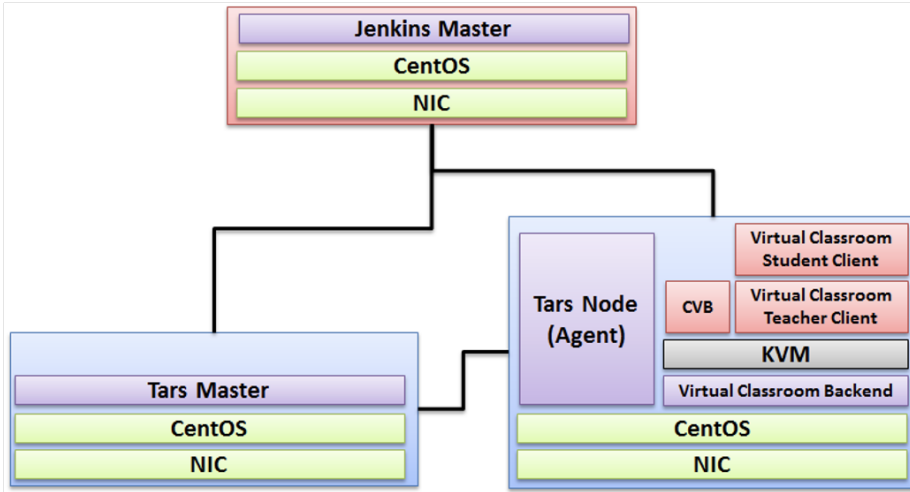 Jenkins Master
CentOS
NIC
Virtual Classroom
Student Client
Tars Node
(Agent)
CVB
Virtual Classroom
Teacher Client
KVM
Virtual Classroom Backend
CentOS
NIC
Tars Master
CentOS
NIC